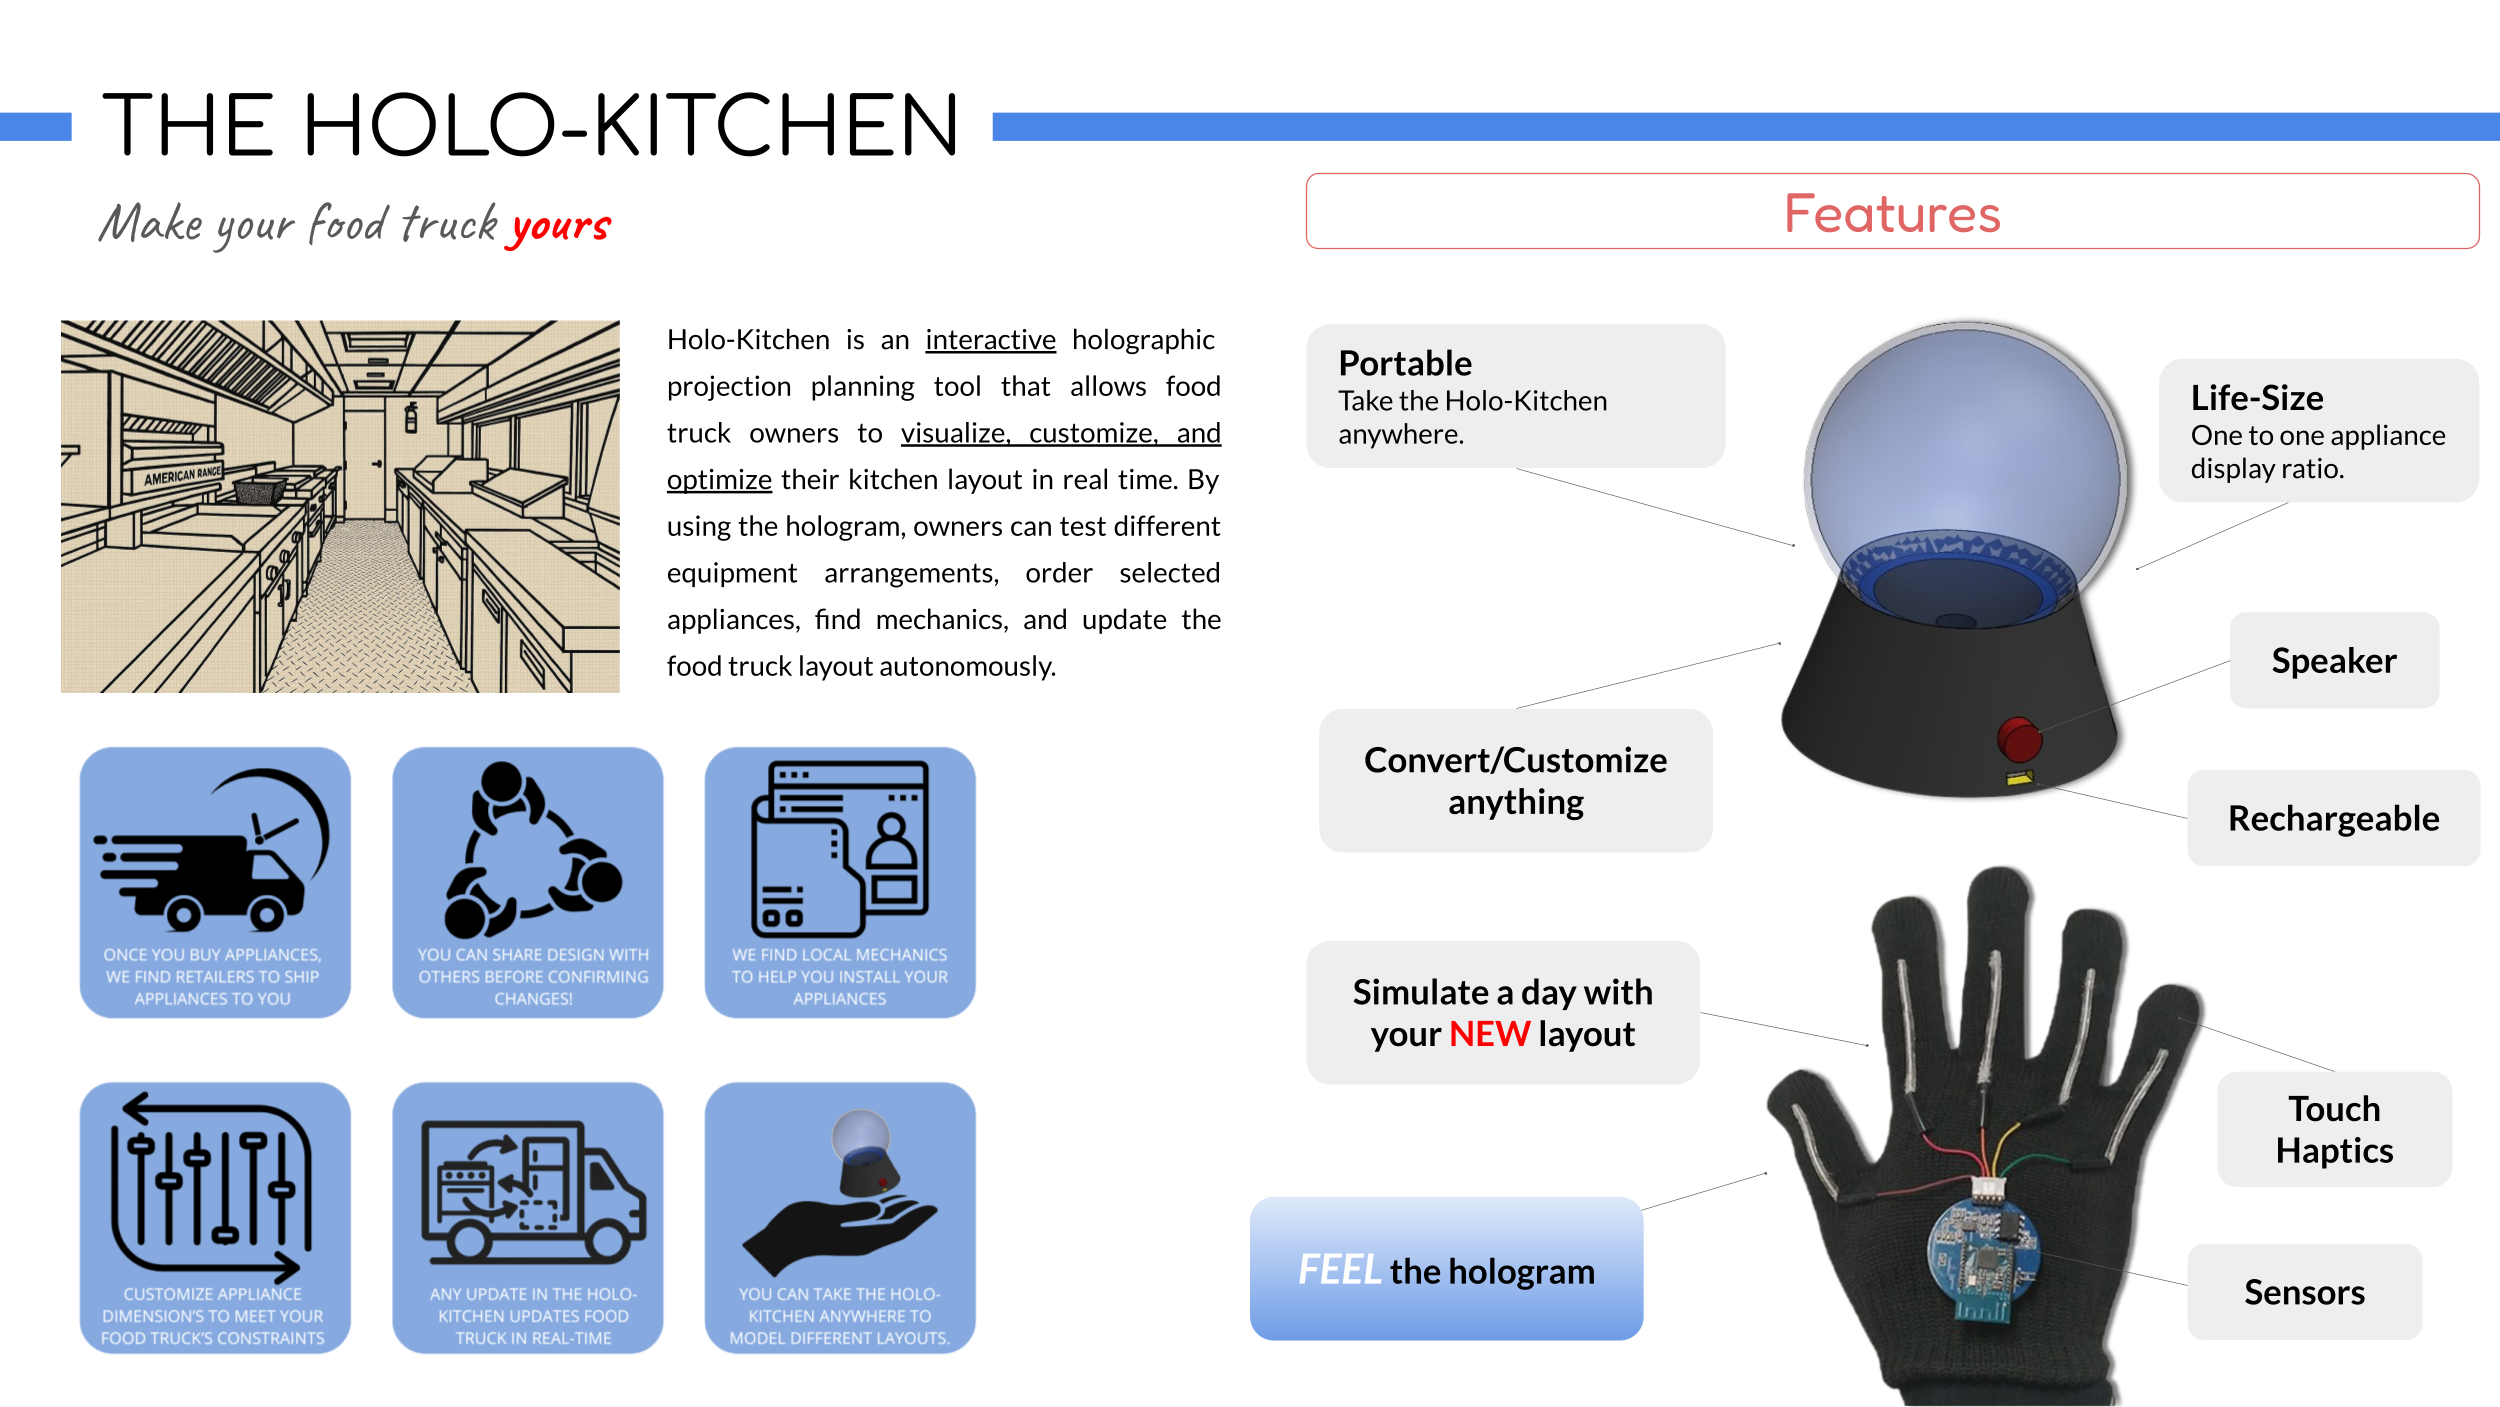 THE HOLO-KITCHEN
Make your food truck yours
AMERICAN RANGE
Holo-Kitchen is an interactive holographic
projection planning tool that allows food
truck owners to visualize, customize, and
optimize their kitchen layout in real time. By
using the hologram, owners can test different
equipment arrangements, order selected
appliances, find mechanics, and update the
food truck layout autonomously.
ONCE YOU BUY APPLIANCES,
WE FIND RETAILERS TO SHIP
APPLIANCES TO YOU
YOU CAN SHARE DESIGN WITH
OTHERS BEFORE CONFIRMING
CHANGES!
WE FIND LOCAL MECHANICS
TO HELP YOU INSTALL YOUR
APPLIANCES
CUSTOMIZE APPLIANCE
DIMENSION'S TO MEET YOUR
FOOD TRUCK'S CONSTRAINTS
ANY UPDATE IN THE HOLO-
KITCHEN UPDATES FOOD
TRUCK IN REAL-TIME
YOU CAN TAKE THE HOLO-
KITCHEN ANYWHERE TO
MODEL DIFFERENT LAYOUTS.
Features
Portable
Take the Holo-Kitchen
anywhere.
Life-Size
One to one appliance
display ratio.
Speaker
Convert/Customize
anything
Rechargeable
Simulate a day with
your NEW layout
Touch
Haptics
FEEL the hologram
Sensors